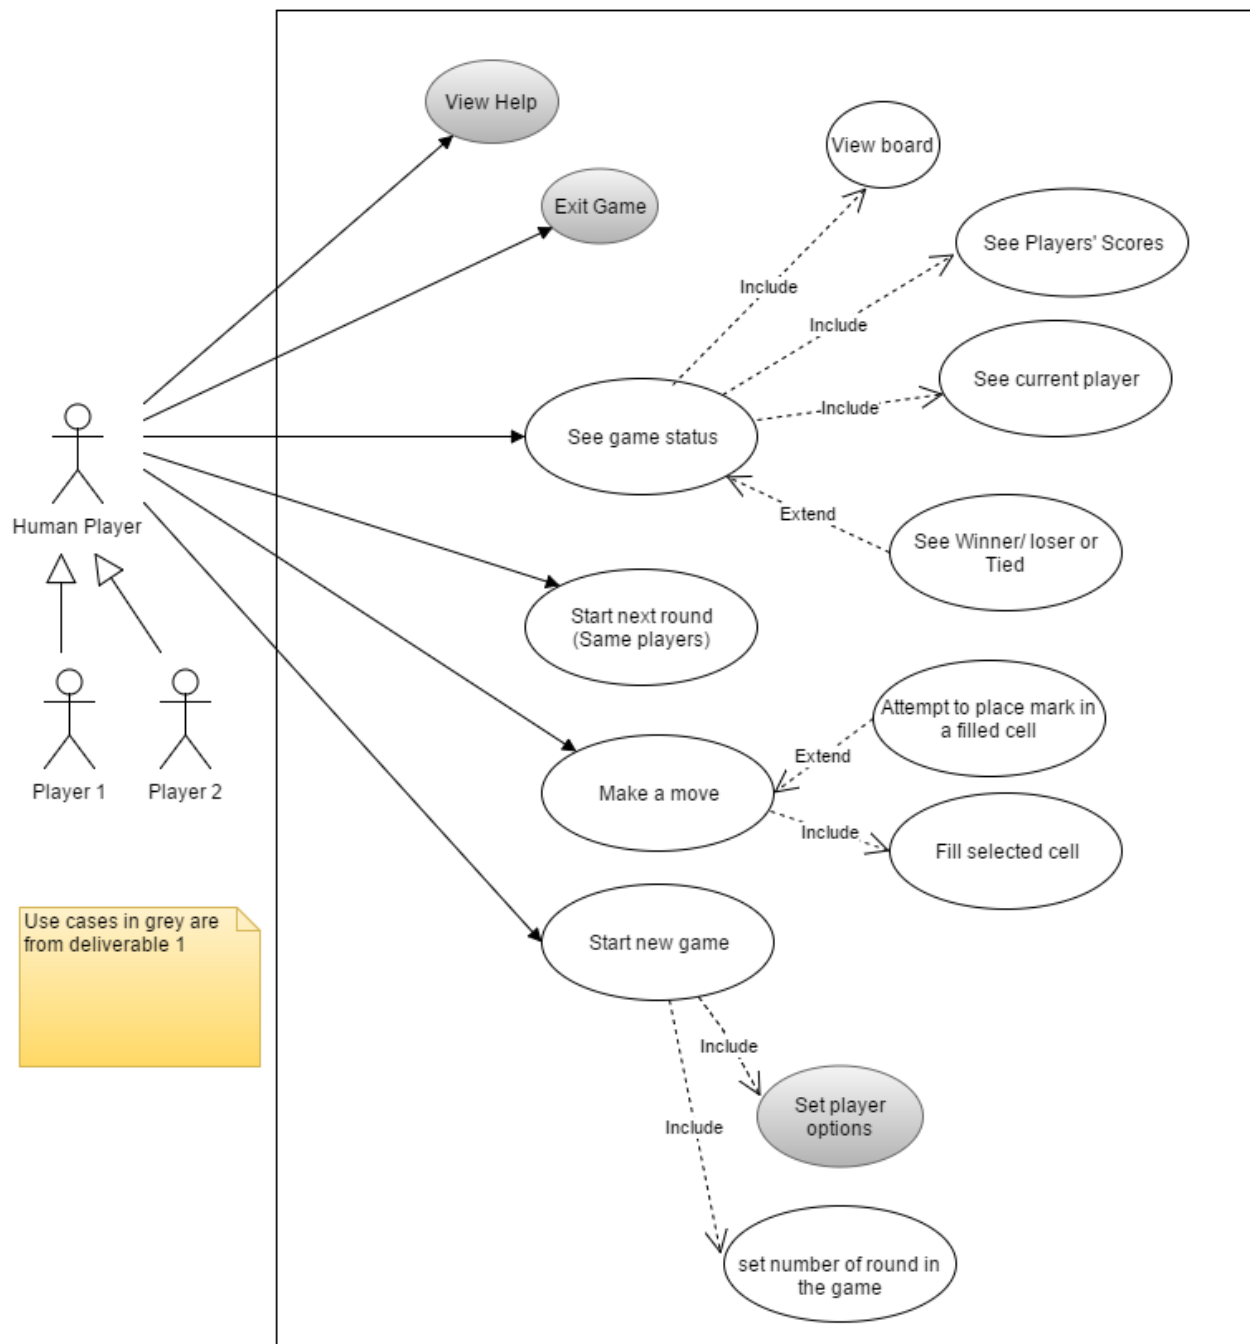 View Help
View board
Exit Game
See Players' Scores
Include
Include
See current player
Include
See game status
Human Player
Extend
See Winner/ loser or
Tied
Start next round
(Same players)
Attempt to place mark in
a filled cell
Extend
Player 1
Player 2
Make a move
Include
Fill selected cell
Use cases in grey are
from deliverable 1
Start new game
Include
Set player
options
Include
set number of round in
the game